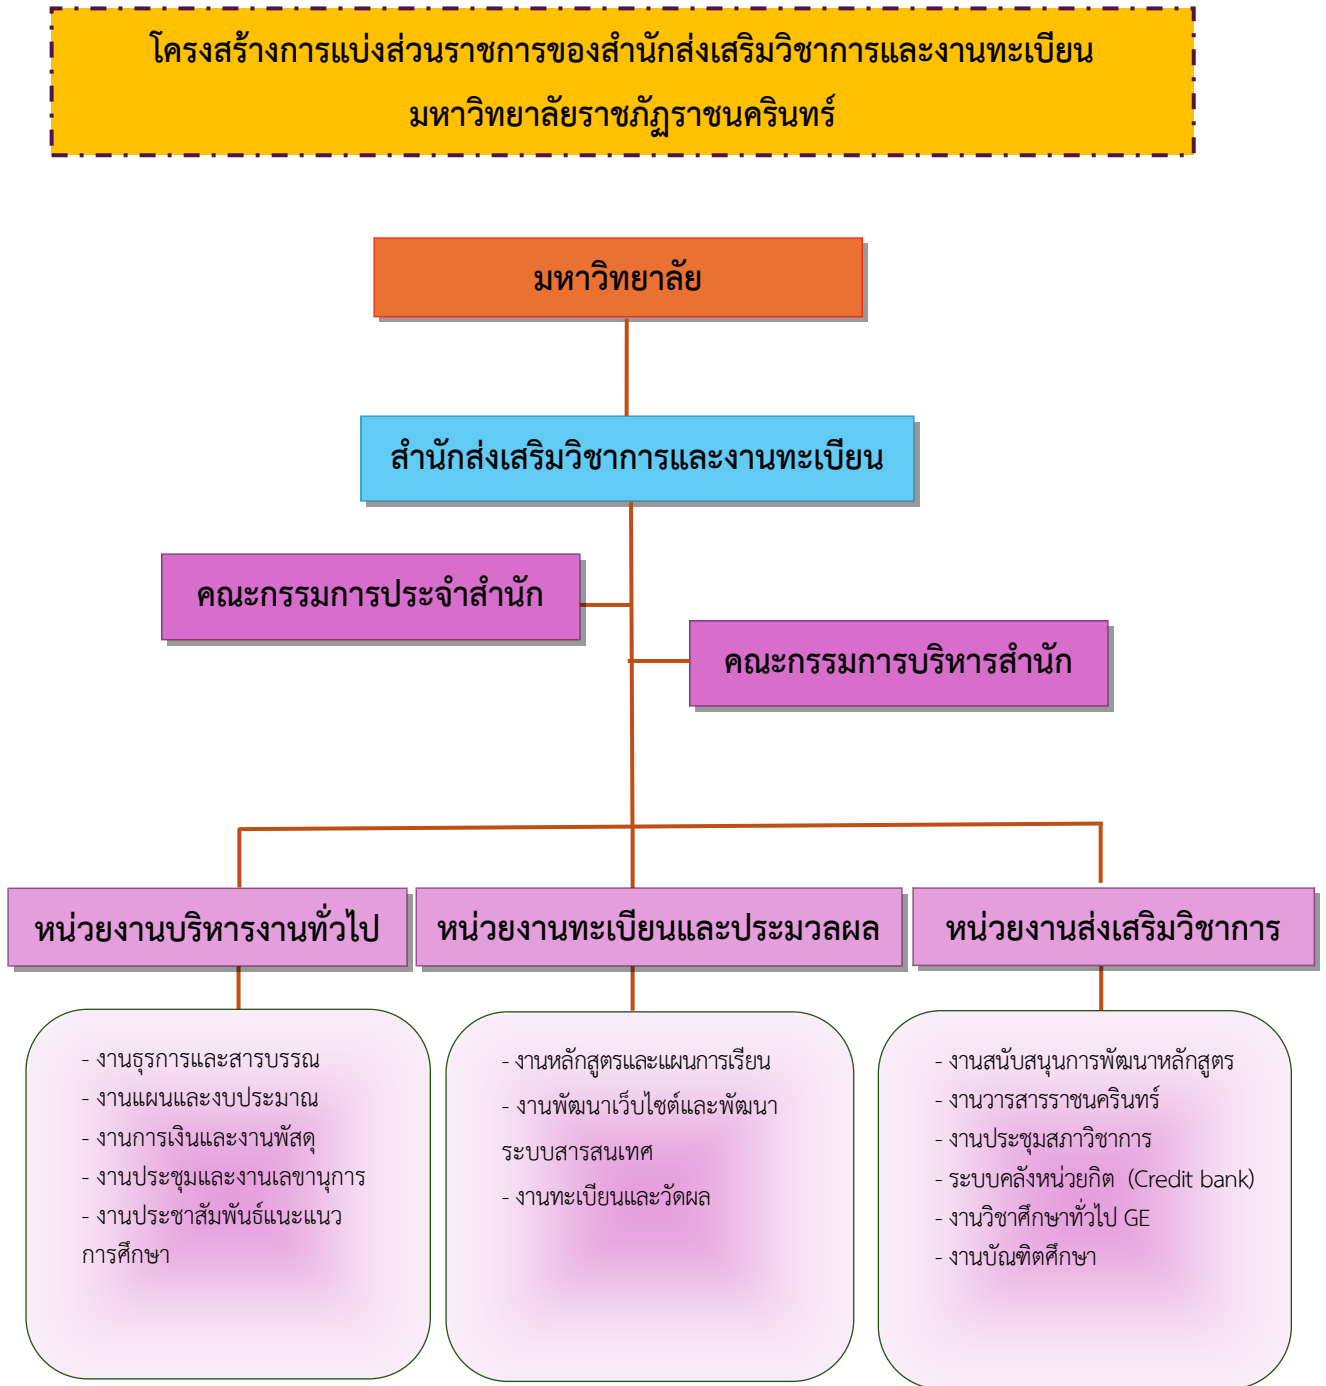 โครงสร้างการแบ่งส่วนราชการของสำนักส่งเสริมวิชาการและงานทะเบียน
มหาวิทยาลัยราชภัฏราชนครินทร์
มหาวิทยาลัย
สำนักส่งเสริมวิชาการและงานทะเบียน
คณะกรรมการประจำสำนัก
คณะกรรมการบริหารสำนัก
หน่วยงานบริหารงานทั่วไป
- งานธุรการและสารบรรณ
- งานแผนและงบประมาณ
- งานการเงินและงานพัสดุ
- งานประชุมและงานเลขานุการ
- งานประชาสัมพันธ์แนะแนว
การศึกษา
หน่วยงานทะเบียนและประมวลผล
- งานหลักสูตรและแผนการเรียน
- งานพัฒนาเว็บไซต์และพัฒนา
ระบบสารสนเทศ
- งานทะเบียนและวัดผล
หน่วยงานส่งเสริมวิชาการ
- งานสนับสนุนการพัฒนาหลักสูตร
- งานวารสารราชนครินทร์
- งานประชุมสภาวิชาการ
- ระบบคลังหน่วยกิต (Credit bank)
- งานวิชาศึกษาทั่วไป GE
- งานบัณฑิตศึกษา